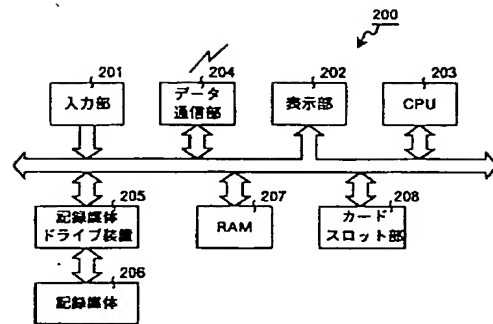 200
201
204
202
203
入力部
データ
通信部
表示部
CPU
205
207
208
記録媒体
ドライブ装置
RAM
カード
スロット部
206
記録媒体